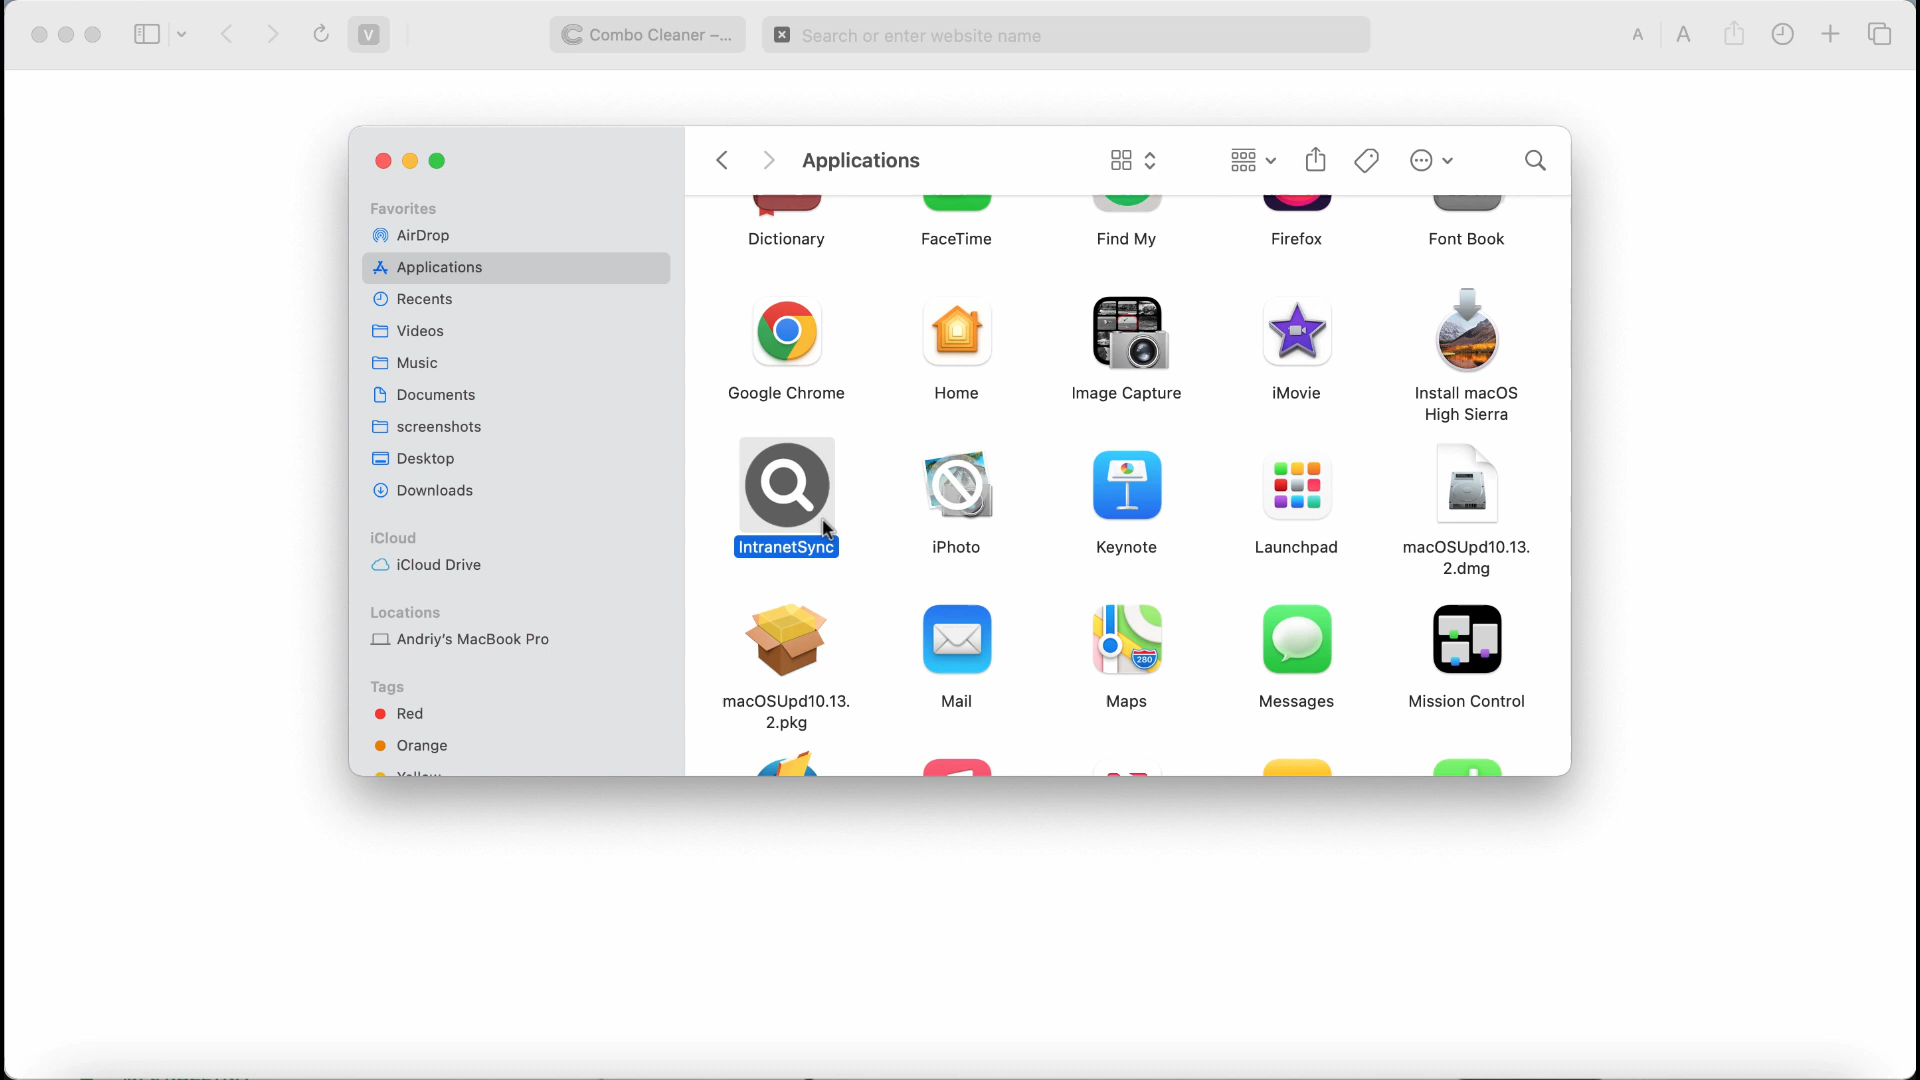 V
Combo Cleaner –...
Search or enter website name
A
A
Applications
Favorites
AirDrop
Applications
Recents
Videos
Music
Documents
screenshots
Desktop
Downloads
iCloud
iCloud Drive
Locations
Andriy's MacBook Pro
Tags
Red
Orange
Yellow
Dictionary
FaceTime
Find My
Firefox
Font Book
Google Chrome
Home
Image Capture
iMovie
Install macOS
High Sierra
IntranetSync
iPhoto
Keynote
Launchpad
macOSUpd10.13.
2.dmg
macOSUpd10.13.
2.pkg
Mail
280
Maps
Messages
Mission Control